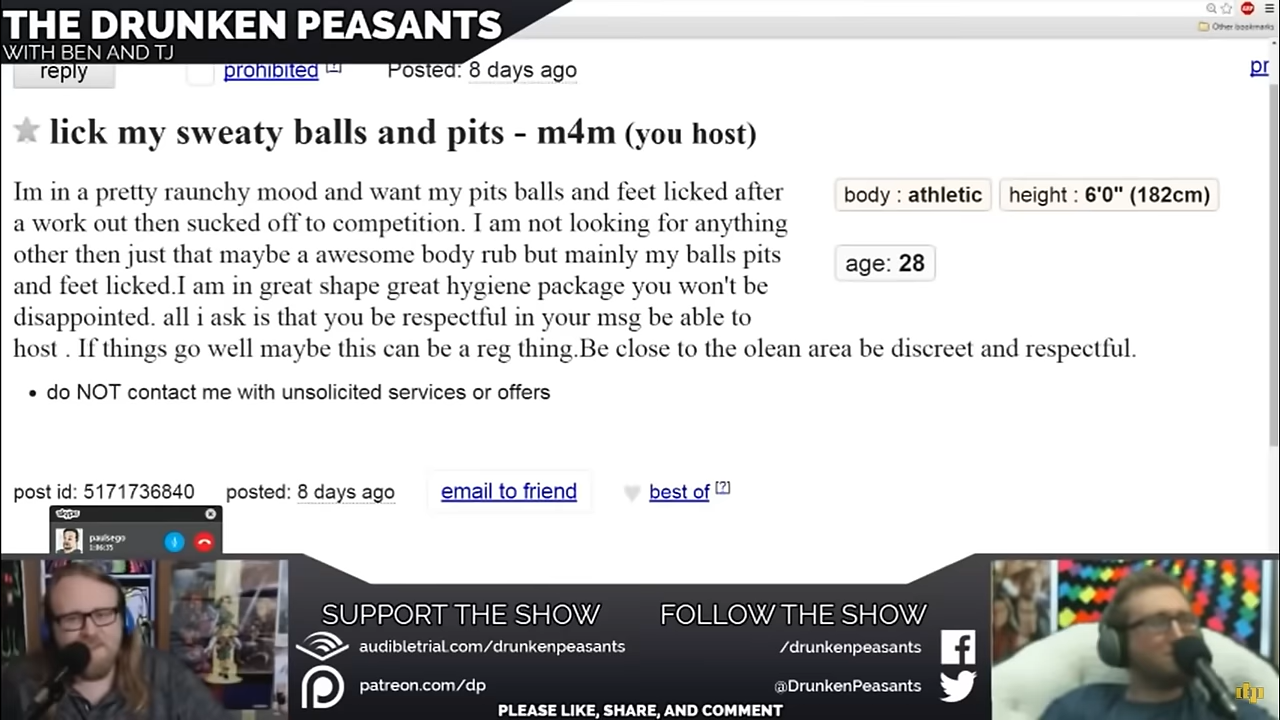 THE DRUNKEN PEASANTS
WITH BEN AND TJ
Other bookmarks
reply
prohibited [?]
Posted: 8 days ago
pr
lick my sweaty balls and pits - m4m (you host)
Im in a pretty raunchy mood and want my pits balls and feet licked after
a work out then sucked off to competition. I am not looking for anything
other then just that maybe a awesome body rub but mainly my balls pits
and feet licked.I am in great shape great hygiene package you won't be
disappointed. all i ask is that you be respectful in your msg be able to
host . If things go well maybe this can be a reg thing.Be close to the olean area be discreet and respectful.
body : athletic
height : 6'0" (182cm)
age: 28
• do NOT contact me with unsolicited services or offers
post id: 5171736840
posted: 8 days ago
email to friend
best of [?]
skype
paulsego
1:06:35
SUPPORT THE SHOW
audibletrial.com/drunkenpeasants
patreon.com/dp
FOLLOW THE SHOW
/drunkenpeasants
@DrunkenPeasants
PLEASE LIKE, SHARE, AND COMMENT
dp